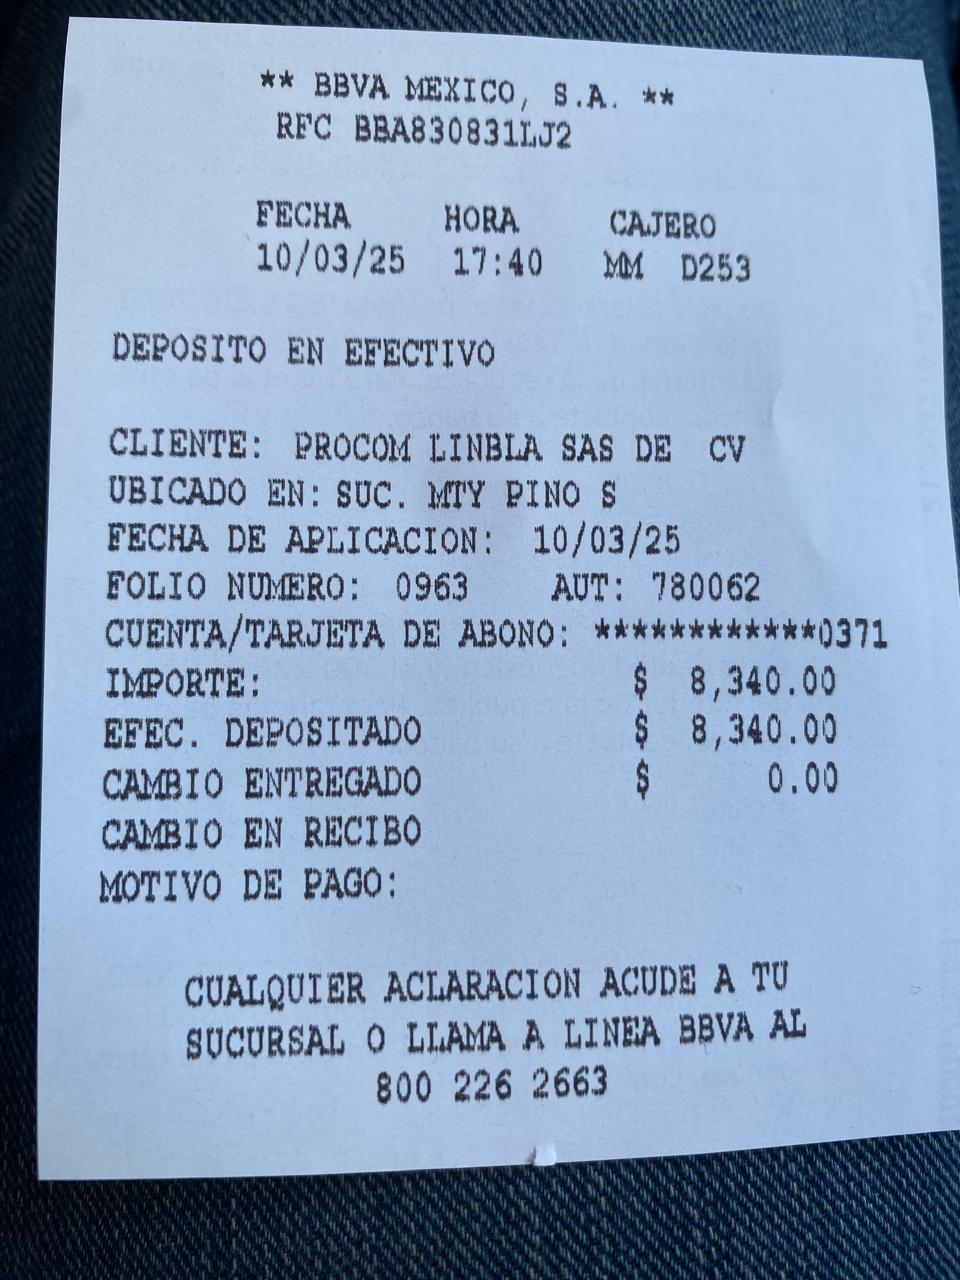 ** BBVA MEXICO, S.A. **
RFC BBA830831LJ2
FECHA HORA CAJERO
10/03/25 17:40 MM D253
DEPOSITO EN EFECTIVO
CLIENTE: PROCOM LINBLA SAS DE CV
UBICADO EN: SUC. MTY PINO S
FECHA DE APLICACION: 10/03/25
FOLIO NUMERO: 0963 AUT: 780062
CUENTA/TARJETA DE ABONO: ************0371
IMPORTE: $ 8,340.00
EFEC. DEPOSITADO $ 8,340.00
CAMBIO ENTREGADO $ 0.00
CAMBIO EN RECIBO
MOTIVO DE PAGO:
CUALQUIER ACLARACION ACUDE A TU
SUCURSAL O LLAMA A LINEA BBVA AL
800 226 2663